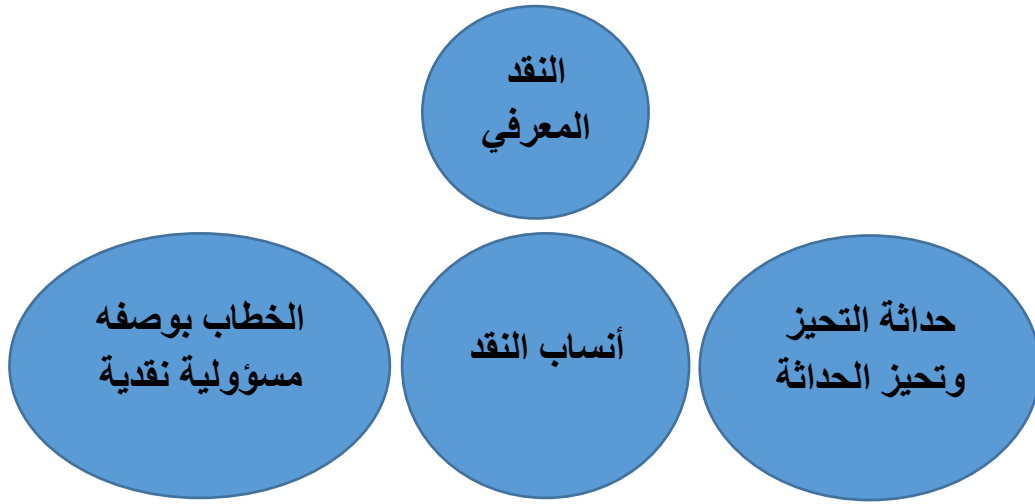 النقد
المعرفي
حداثة التحيز
وتحيز الحداثة
أنساب النقد
الخطاب بوصفه
مسؤولية نقدية